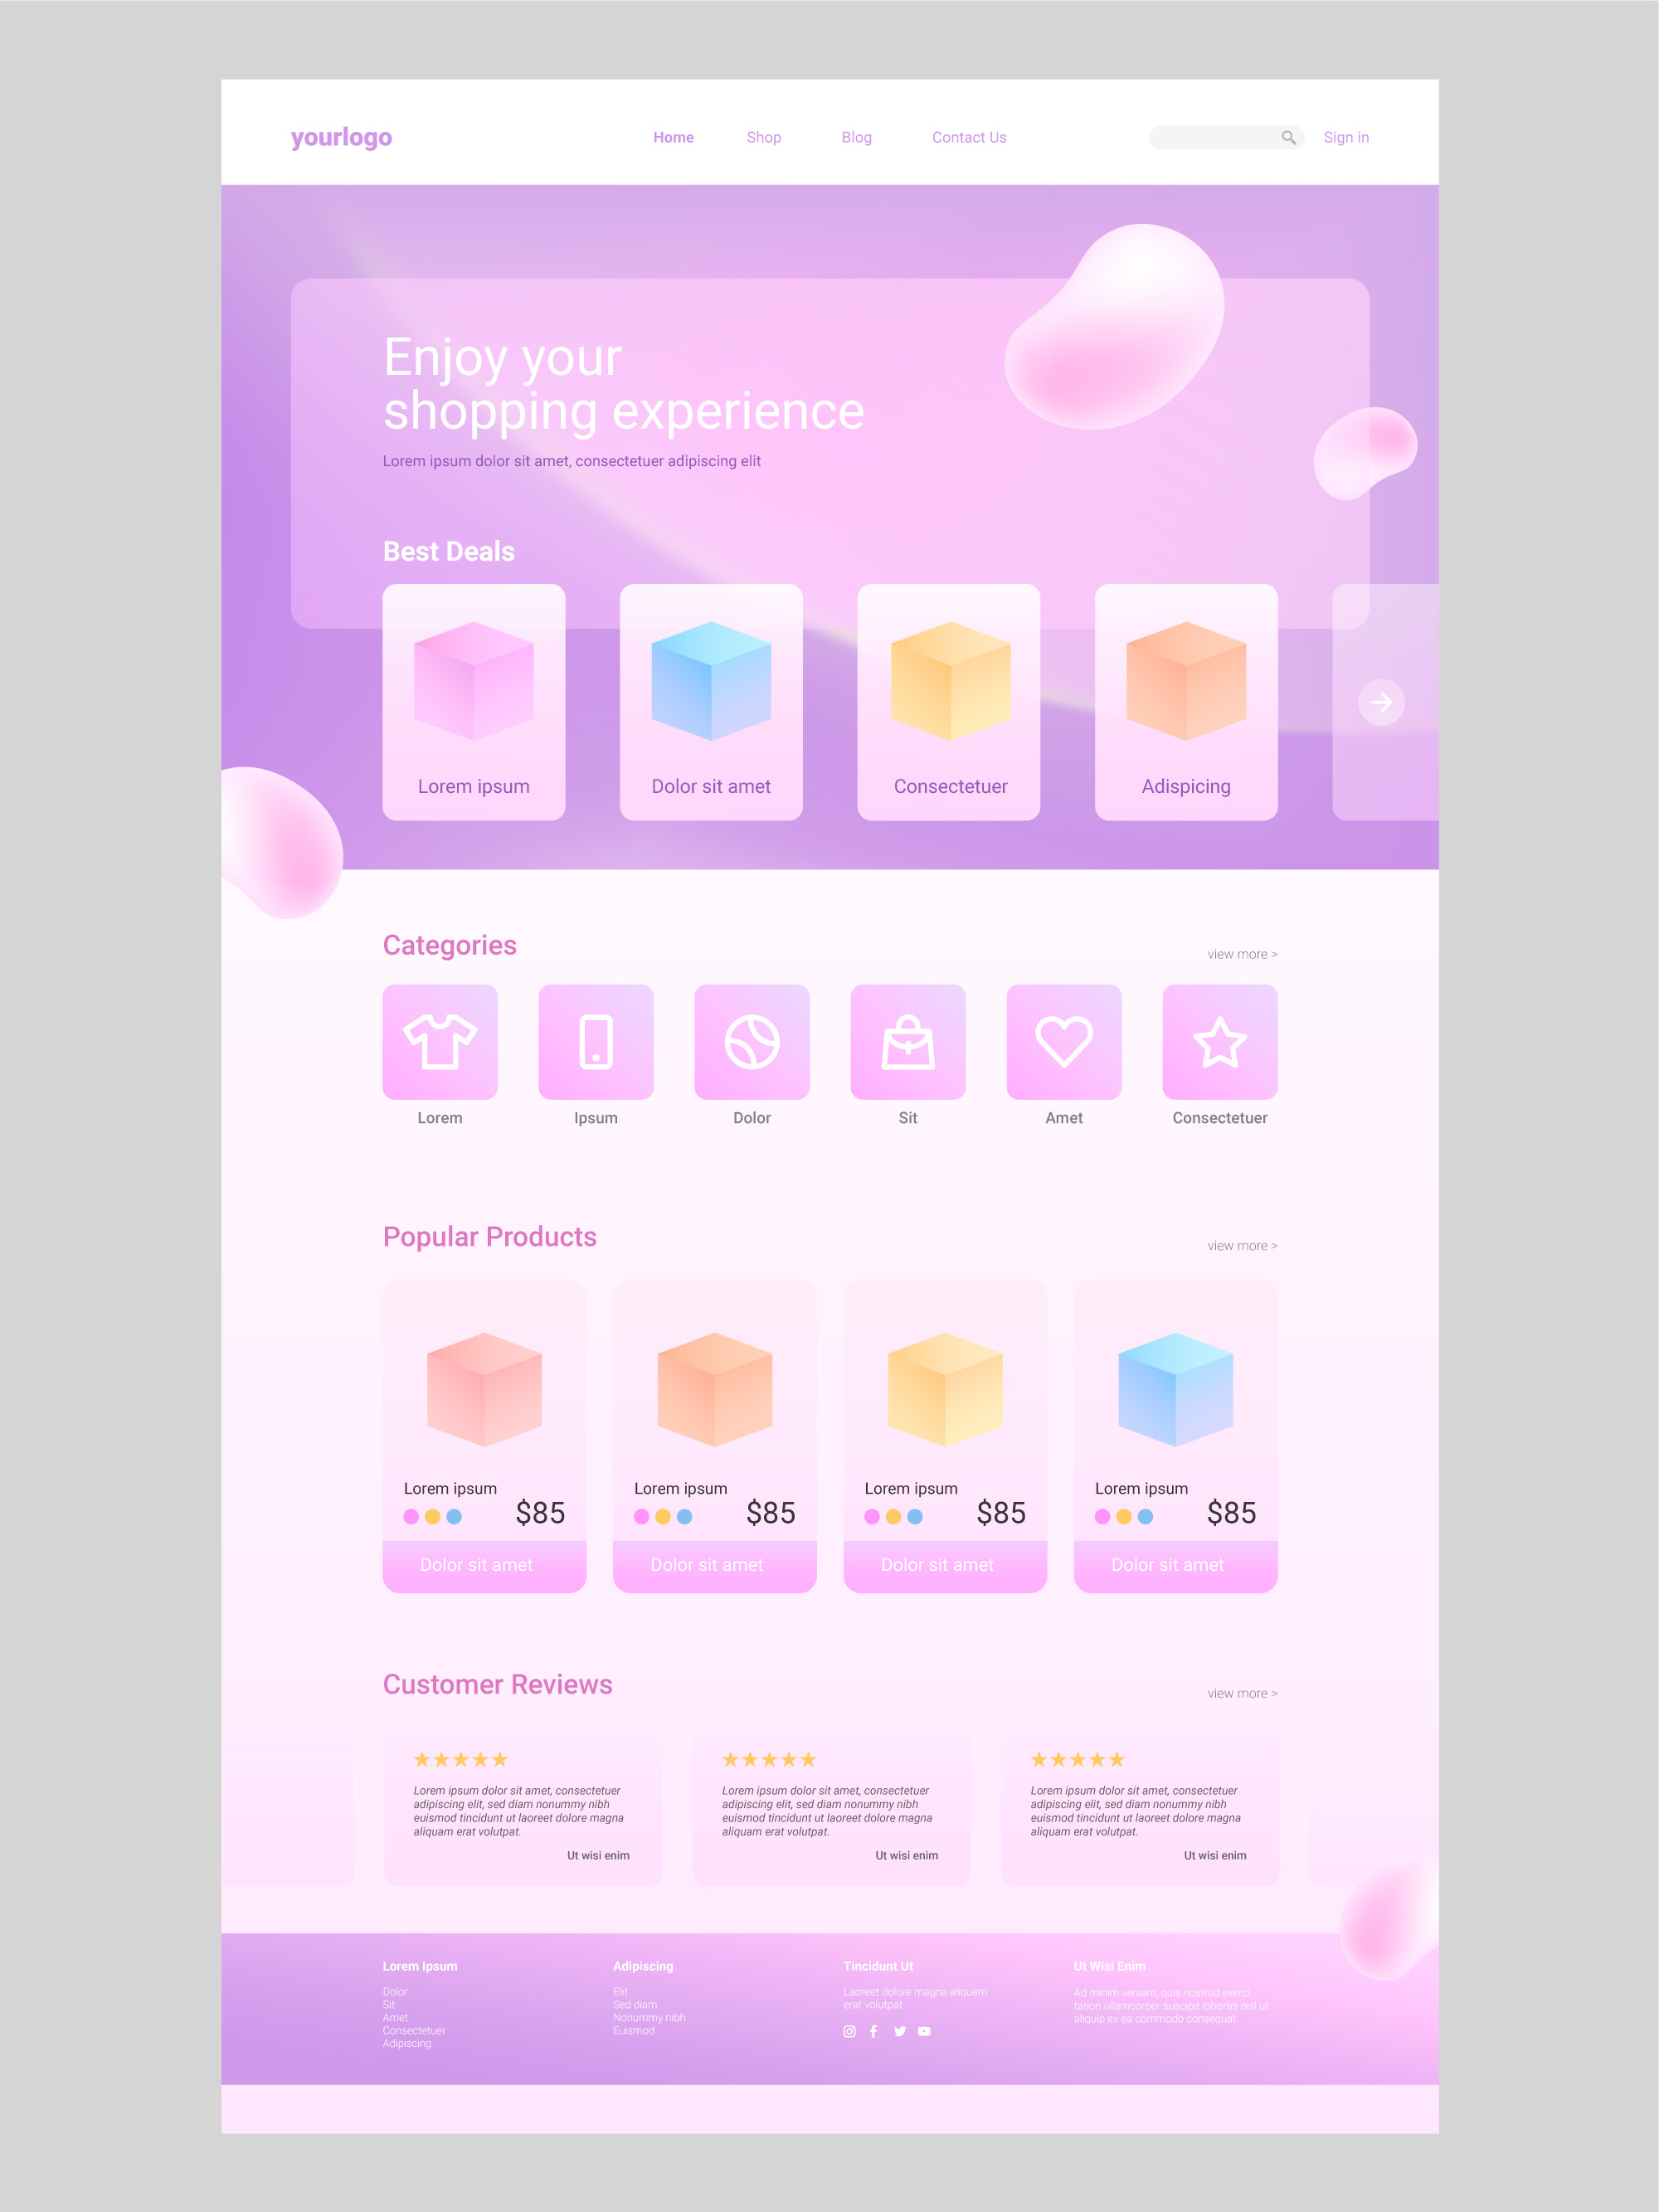 yourlogo
Home
Shop
Blog
Contact Us
Sign in
Enjoy your
shopping experience
Lorem ipsum dolor sit amet, consectetuer adipiscing elit
Best Deals
Lorem ipsum
Dolor sit amet
Consectetuer
Adispicing
Categories
view more >
Lorem
Ipsum
Dolor
Sit
Amet
Consectetuer
Popular Products
view more >
Lorem ipsum
$85
Dolor sit amet
Lorem ipsum
$85
Dolor sit amet
Lorem ipsum
$85
Dolor sit amet
Lorem ipsum
$85
Dolor sit amet
Customer Reviews
view more >
Lorem ipsum dolor sit amet, consectetuer
adipiscing elit, sed diam nonummy nibh
euismod tincidunt ut laoreet dolore magna
aliquam erat volutpat.
Ut wisi enim
Lorem ipsum dolor sit amet, consectetuer
adipiscing elit, sed diam nonummy nibh
euismod tincidunt ut laoreet dolore magna
aliquam erat volutpat.
Ut wisi enim
Lorem ipsum dolor sit amet, consectetuer
adipiscing elit, sed diam nonummy nibh
euismod tincidunt ut laoreet dolore magna
aliquam erat volutpat.
Ut wisi enim
Lorem Ipsum
Dolor
Sit
Amet
Consectetuer
Adipiscing
Adipiscing
Elit
Sed diam
Nonummy nibh
Euismod
Tincidunt Ut
Laoreet dolore magna aliquam
erat volutpat
Ut Wisi Enim
Ad minim veniam, quis nostrud exerci
tation ullamcorper suscipit lobortis nisl ut
aliquip ex ea commodo consequat.